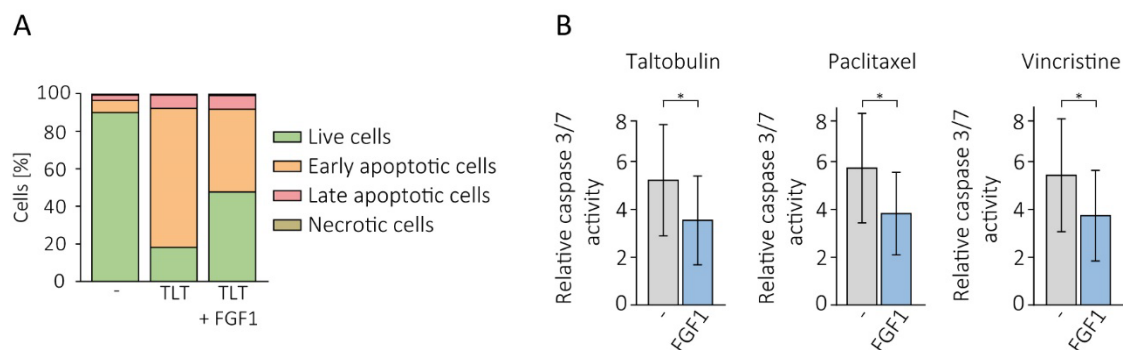 A
Cells [%]
100
80
60
40
20
0
-
TLT
TLT
+ FGF1
Live cells
Early apoptotic cells
Late apoptotic cells
Necrotic cells
B
Taltobulin
Relative caspase 3/7
activity
8
6
4
2
0
*
-
FGF1
Paclitaxel
Relative caspase 3/7
activity
8
6
4
2
0
*
-
FGF1
Vincristine
Relative caspase 3/7
activity
8
6
4
2
0
*
-
FGF1